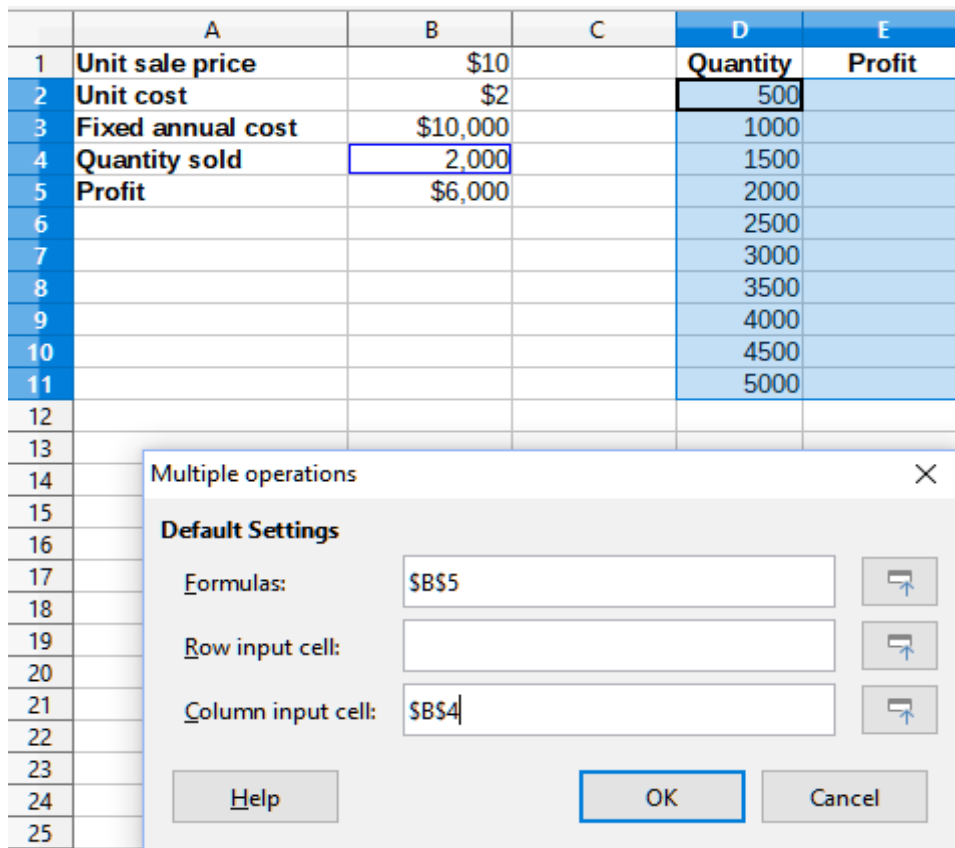 A B C D E
1 Unit sale price $10 Quantity Profit
2 Unit cost $2 500
3 Fixed annual cost $10,000 1000
4 Quantity sold 2,000 1500
5 Profit $6,000 2000
6 2500
7 3000
8 3500
9 4000
10 4500
11 5000
12
13
14 Multiple operations
15
16 Default Settings
17 Formulas: $B$5
18
19 Row input cell:
20
21 Column input cell: $B$4
22
23
24 Help OK Cancel
25